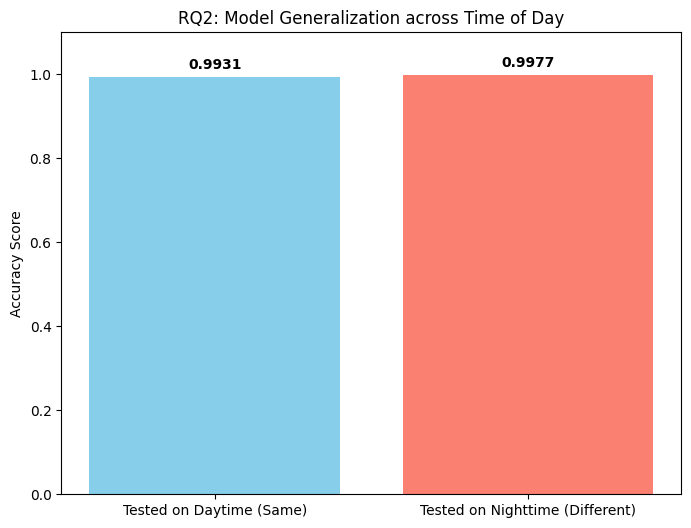 RQ2: Model Generalization across Time of Day
0.9931
0.9977
Accuracy Score
1.0
0.8
0.6
0.4
0.2
0.0
Tested on Daytime (Same)
Tested on Nighttime (Different)